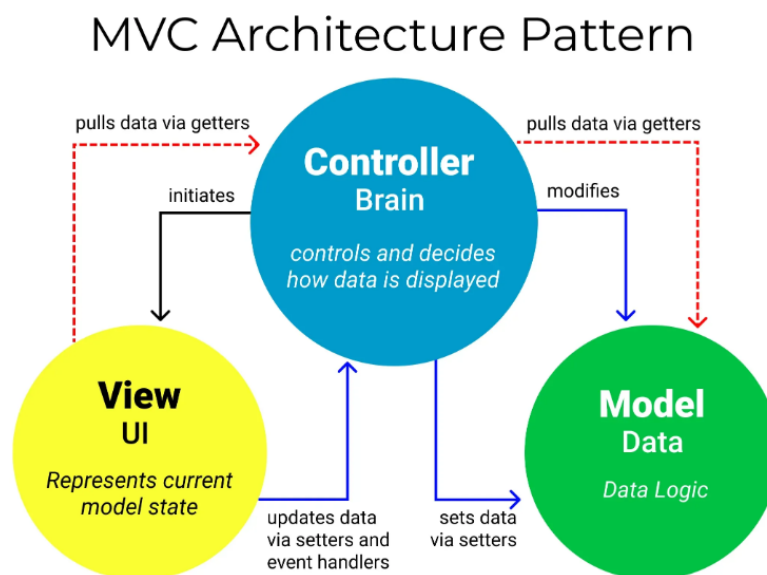 MVC Architecture Pattern
pulls data via getters
pulls data via getters
initiates
modifies
Controller
Brain
controls and decides
how data is displayed
View
UI
Represents current
model state
Model
Data
Data Logic
updates data
via setters and
event handlers
sets data
via setters